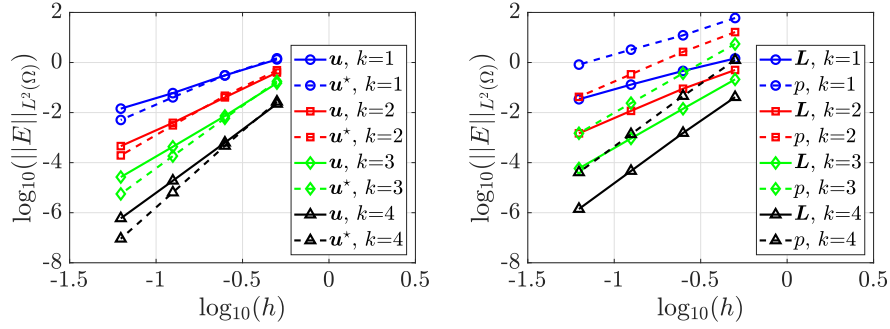 2
0
-2
-4
-6
-8
-1.5
-1
-0.5
0
0.5
log₁₀(h)
log₁₀(||E||_{L²(Ω)})
u, k=1
u⋆, k=1
u, k=2
u⋆, k=2
u, k=3
u⋆, k=3
u, k=4
u⋆, k=4
2
0
-2
-4
-6
-8
-1.5
-1
-0.5
0
0.5
log₁₀(h)
log₁₀(||E||_{L²(Ω)})
L, k=1
p, k=1
L, k=2
p, k=2
L, k=3
p, k=3
L, k=4
p, k=4